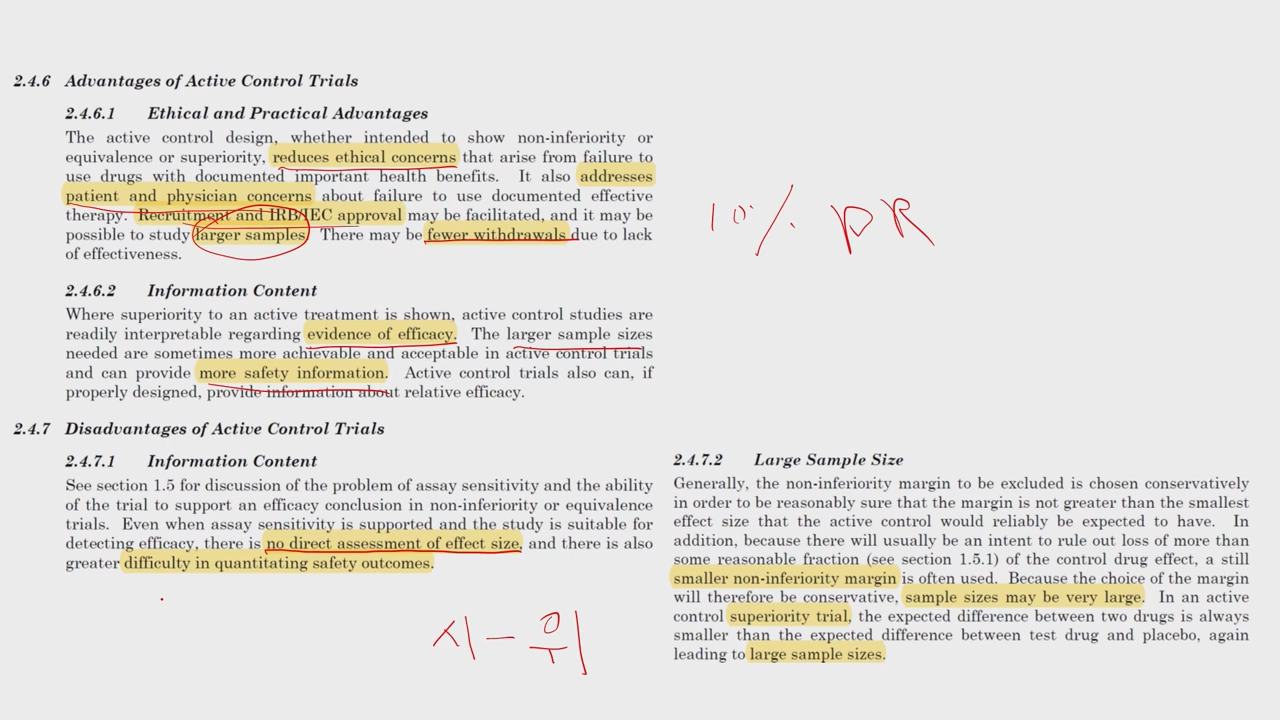 2.4.6 Advantages of Active Control Trials
2.4.6.1 Ethical and Practical Advantages
The active control design, whether intended to show non-inferiority or
equivalence or superiority, reduces ethical concerns that arise from failure to
use drugs with documented important health benefits. It also addresses
patient and physician concerns about failure to use documented effective
therapy. Recruitment and IRB/IEC approval may be facilitated, and it may be
possible to study larger samples. There may be fewer withdrawals due to lack
of effectiveness.
10% DR
2.4.6.2 Information Content
Where superiority to an active treatment is shown, active control studies are
readily interpretable regarding evidence of efficacy. The larger sample sizes
needed are sometimes more achievable and acceptable in active control trials
and can provide more safety information. Active control trials also can, if
properly designed, provide information about relative efficacy.
2.4.7 Disadvantages of Active Control Trials
2.4.7.1 Information Content
See section 1.5 for discussion of the problem of assay sensitivity and the ability
of the trial to support an efficacy conclusion in non-inferiority or equivalence
trials. Even when assay sensitivity is supported and the study is suitable for
detecting efficacy, there is no direct assessment of effect size, and there is also
greater difficulty in quantitating safety outcomes.
시 - 위
2.4.7.2 Large Sample Size
Generally, the non-inferiority margin to be excluded is chosen conservatively
in order to be reasonably sure that the margin is not greater than the smallest
effect size that the active control would reliably be expected to have. In
addition, because there will usually be an intent to rule out loss of more than
some reasonable fraction (see section 1.5.1) of the control drug effect, a still
smaller non-inferiority margin is often used. Because the choice of the margin
will therefore be conservative, sample sizes may be very large. In an active
control superiority trial, the expected difference between two drugs is always
smaller than the expected difference between test drug and placebo, again
leading to large sample sizes.